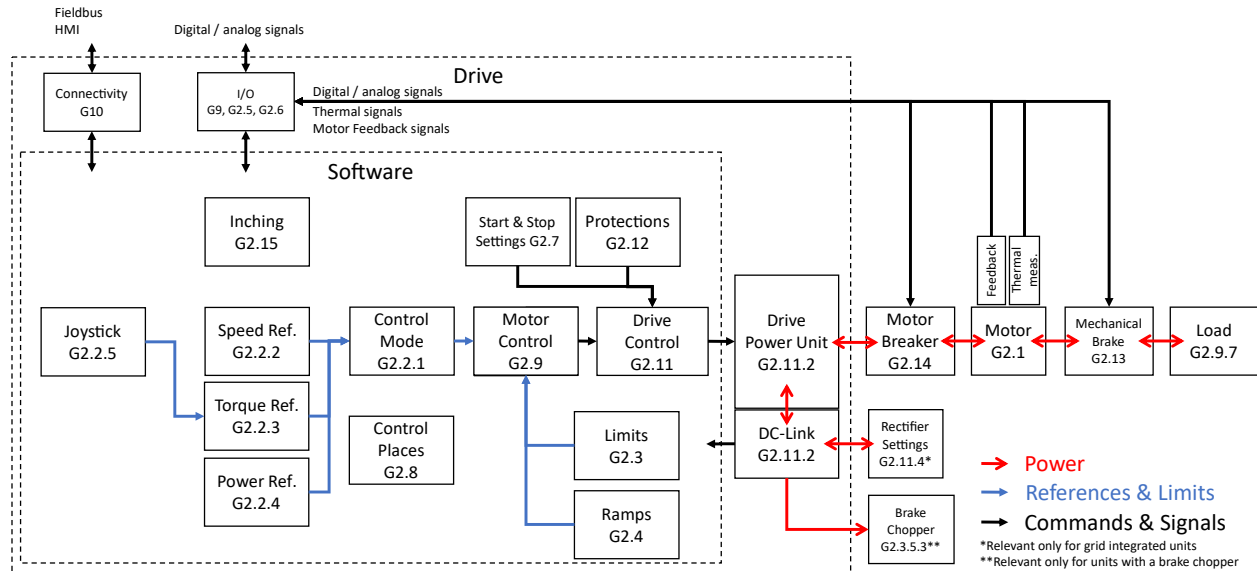 Fieldbus
HMI
Digital / analog signals
Drive
Connectivity
G10
I/O
G9, G2.5, G2.6
Digital / analog signals
Thermal signals
Motor Feedback signals
Software
Inching
G2.15
Start & Stop
Settings G2.7
Protections
G2.12
Feedback
Thermal
meas.
Joystick
G2.2.5
Speed Ref.
G2.2.2
Control
Mode
G2.2.1
Motor
Control
G2.9
Drive
Control
G2.11
Drive
Power Unit
G2.11.2
Motor
Breaker
G2.14
Motor
G2.1
Mechanical
Brake
G2.13
Load
G2.9.7
Torque Ref.
G2.2.3
Control
Places
G2.8
Limits
G2.3
DC-Link
G2.11.2
Rectifier
Settings
G2.11.4*
Power Ref.
G2.2.4
Ramps
G2.4
Brake
Chopper
G2.3.5.3**
Power
References & Limits
Commands & Signals
*Relevant only for grid integrated units
**Relevant only for units with a brake chopper